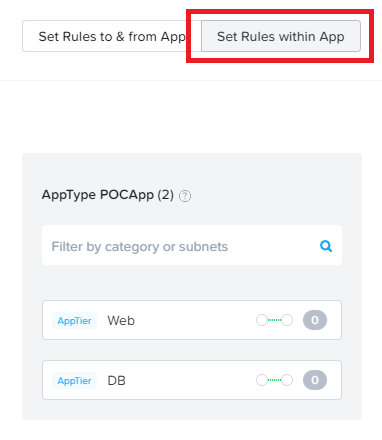 Set Rules to & from App
Set Rules within App
AppType POCApp (2) ?
Filter by category or subnets
AppTier Web 0
AppTier DB 0